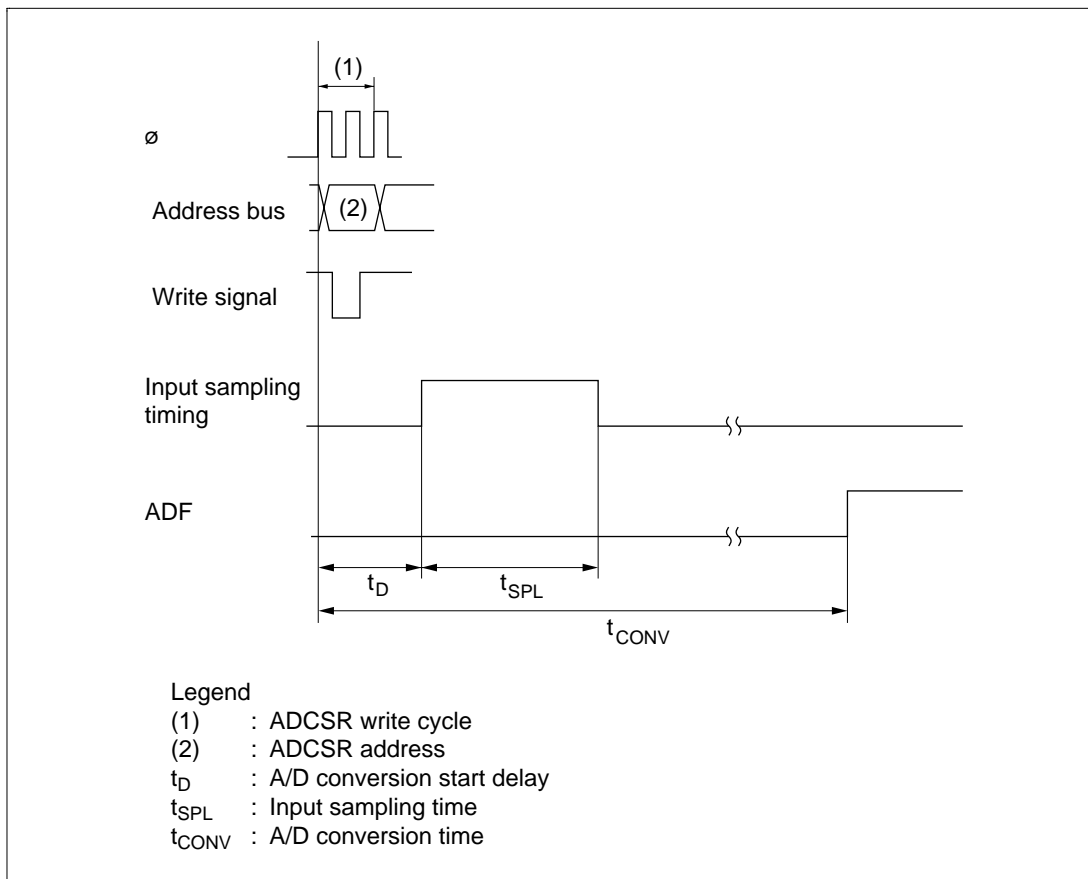 (1)
ø
Address bus
(2)
Write signal
Input sampling
timing
ADF
tD
tSPL
tCONV
Legend
(1) : ADCSR write cycle
(2) : ADCSR address
tD : A/D conversion start delay
tSPL : Input sampling time
tCONV : A/D conversion time